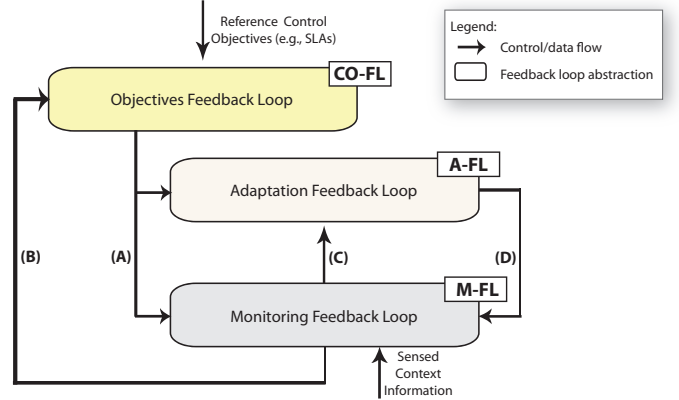 Reference Control
Objectives (e.g., SLAs)
Legend:
Control/data flow
Feedback loop abstraction
CO-FL
Objectives Feedback Loop
A-FL
Adaptation Feedback Loop
(B)
(A)
(C)
(D)
M-FL
Monitoring Feedback Loop
Sensed
Context
Information